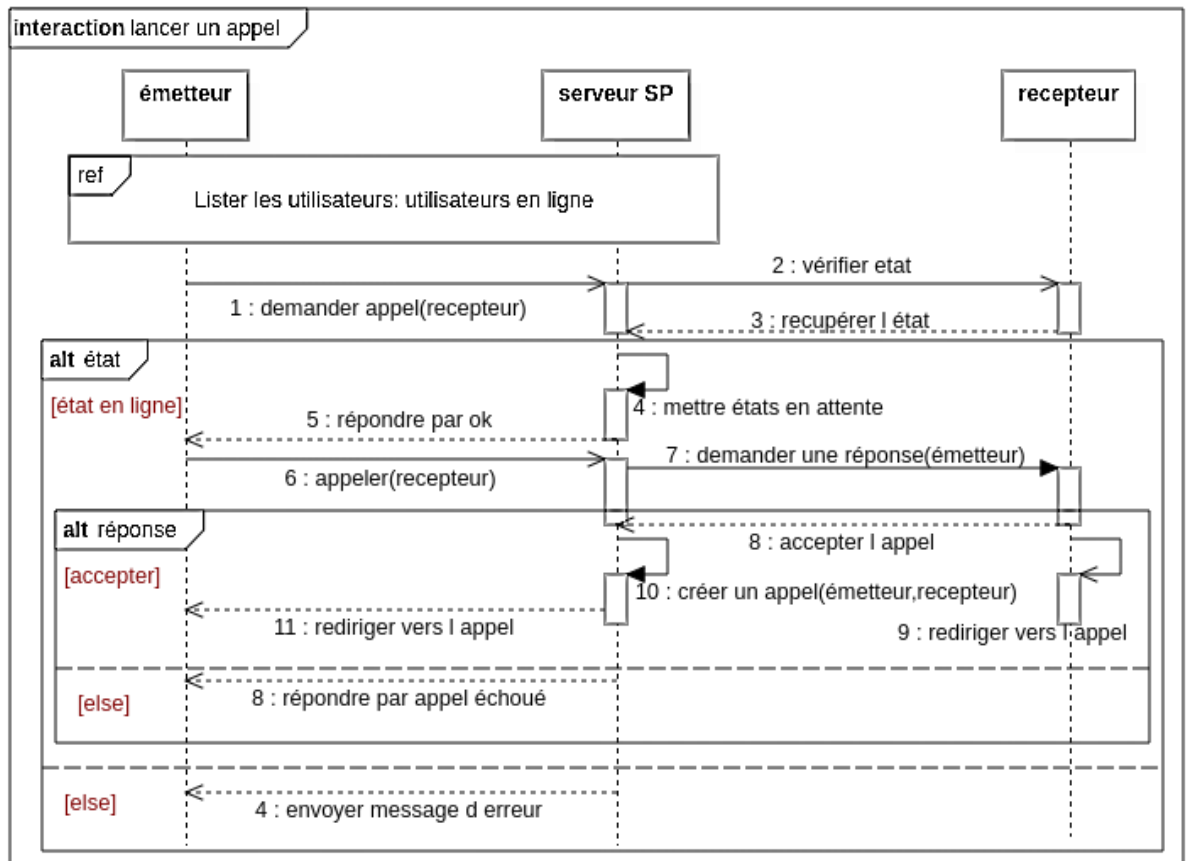 interaction lancer un appel
émetteur
serveur SP
recepteur
ref
Lister les utilisateurs: utilisateurs en ligne
2 : vérifier etat
1 : demander appel(recepteur)
3 : recupérer l état
alt état
[état en ligne]
4 : mettre états en attente
5 : répondre par ok
7 : demander une réponse(émetteur)
6 : appeler(recepteur)
alt réponse
8 : accepter l appel
[accepter]
10 : créer un appel(émetteur,recepteur)
11 : rediriger vers l appel
9 : rediriger vers l appel
8 : répondre par appel échoué
[else]
[else]
4 : envoyer message d erreur